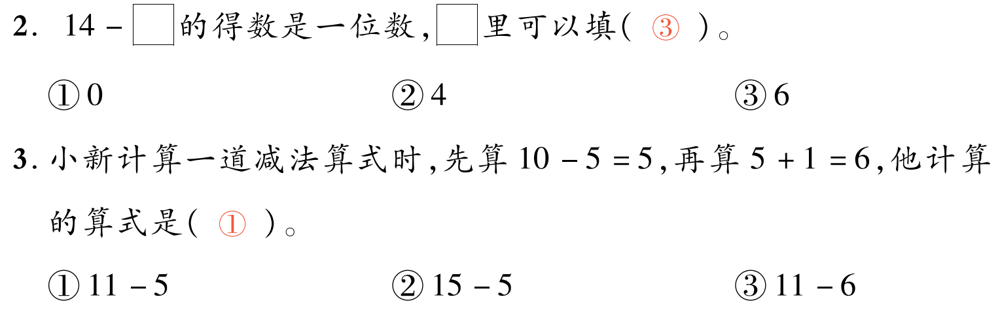 2. 14 - □的得数是一位数,□里可以填( ③ )。
①0 ②4 ③6
3. 小新计算一道减法算式时,先算 10 - 5 = 5,再算 5 + 1 = 6,他计算
的算式是( ① )。
①11 - 5 ②15 - 5 ③11 - 6